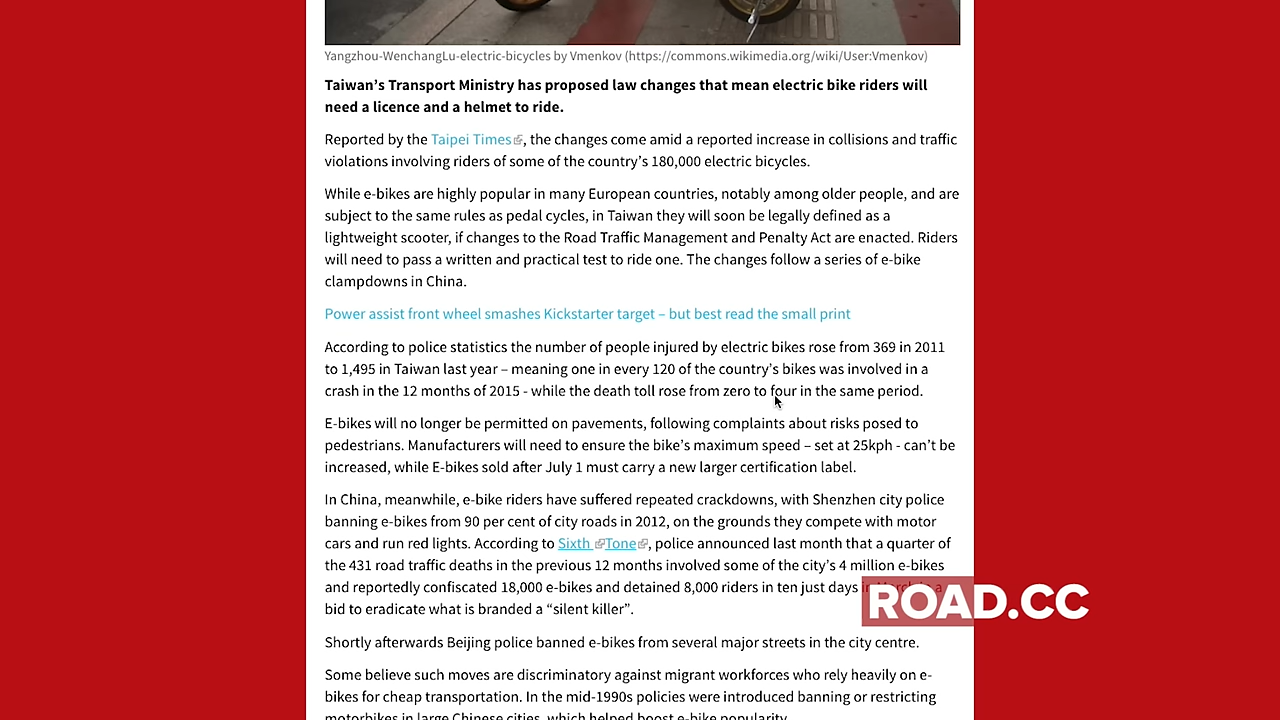 Yangzhou-WenchangLu-electric-bicycles by Vmenkov (https://commons.wikimedia.org/wiki/User:Vmenkov)
Taiwan’s Transport Ministry has proposed law changes that mean electric bike riders will
need a licence and a helmet to ride.
Reported by the Taipei Times, the changes come amid a reported increase in collisions and traffic
violations involving riders of some of the country’s 180,000 electric bicycles.
While e-bikes are highly popular in many European countries, notably among older people, and are
subject to the same rules as pedal cycles, in Taiwan they will soon be legally defined as a
lightweight scooter, if changes to the Road Traffic Management and Penalty Act are enacted. Riders
will need to pass a written and practical test to ride one. The changes follow a series of e-bike
clampdowns in China.
Power assist front wheel smashes Kickstarter target – but best read the small print
According to police statistics the number of people injured by electric bikes rose from 369 in 2011
to 1,495 in Taiwan last year – meaning one in every 120 of the country’s bikes was involved in a
crash in the 12 months of 2015 - while the death toll rose from zero to four in the same period.
E-bikes will no longer be permitted on pavements, following complaints about risks posed to
pedestrians. Manufacturers will need to ensure the bike’s maximum speed – set at 25kph - can’t be
increased, while E-bikes sold after July 1 must carry a new larger certification label.
In China, meanwhile, e-bike riders have suffered repeated crackdowns, with Shenzhen city police
banning e-bikes from 90 per cent of city roads in 2012, on the grounds they compete with motor
cars and run red lights. According to Sixth Tone, police announced last month that a quarter of
the 431 road traffic deaths in the previous 12 months involved some of the city’s 4 million e-bikes
and reportedly confiscated 18,000 e-bikes and detained 8,000 riders in ten just days
ROAD.CC
bid to eradicate what is branded a “silent killer”.
Shortly afterwards Beijing police banned e-bikes from several major streets in the city centre.
Some believe such moves are discriminatory against migrant workforces who rely heavily on e-
bikes for cheap transportation. In the mid-1990s policies were introduced banning or restricting
motorbikes in large Chinese cities, which helped boost e-bike popularity.